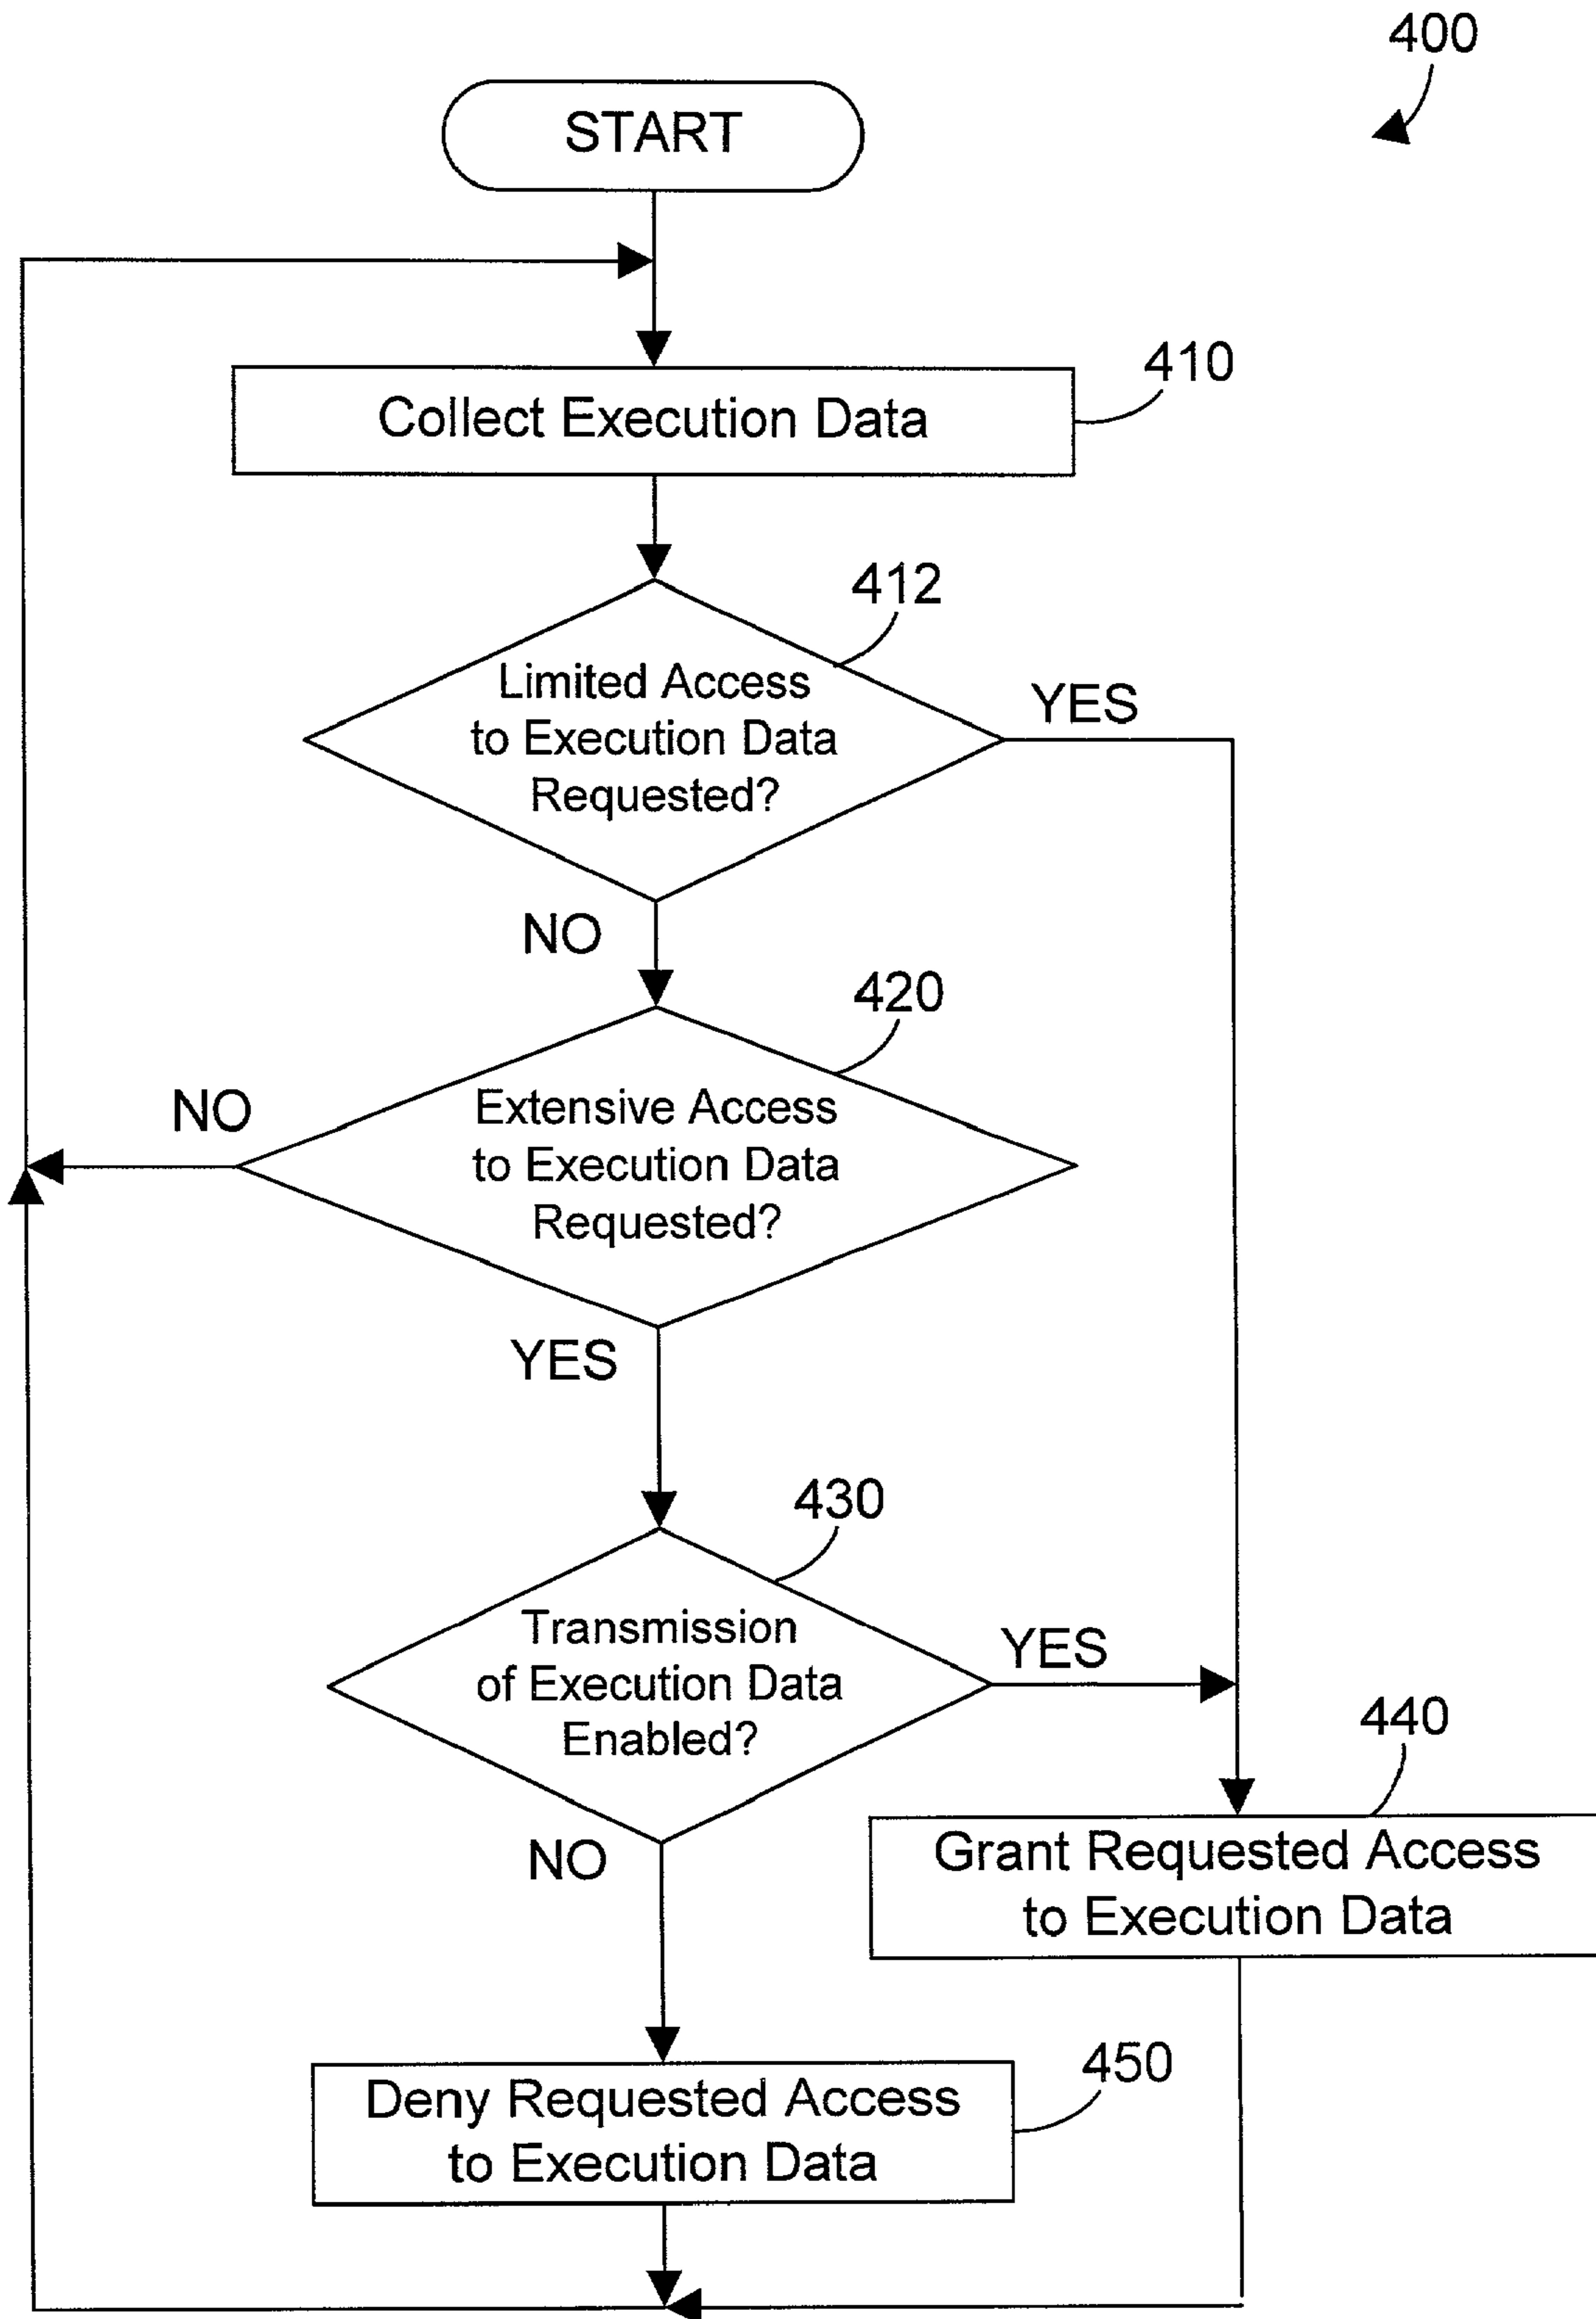 400
START
410
Collect Execution Data
412
Limited Access
to Execution Data
Requested?
YES
NO
420
Extensive Access
to Execution Data
Requested?
NO
YES
430
Transmission
of Execution Data
Enabled?
YES
NO
440
Grant Requested Access
to Execution Data
450
Deny Requested Access
to Execution Data